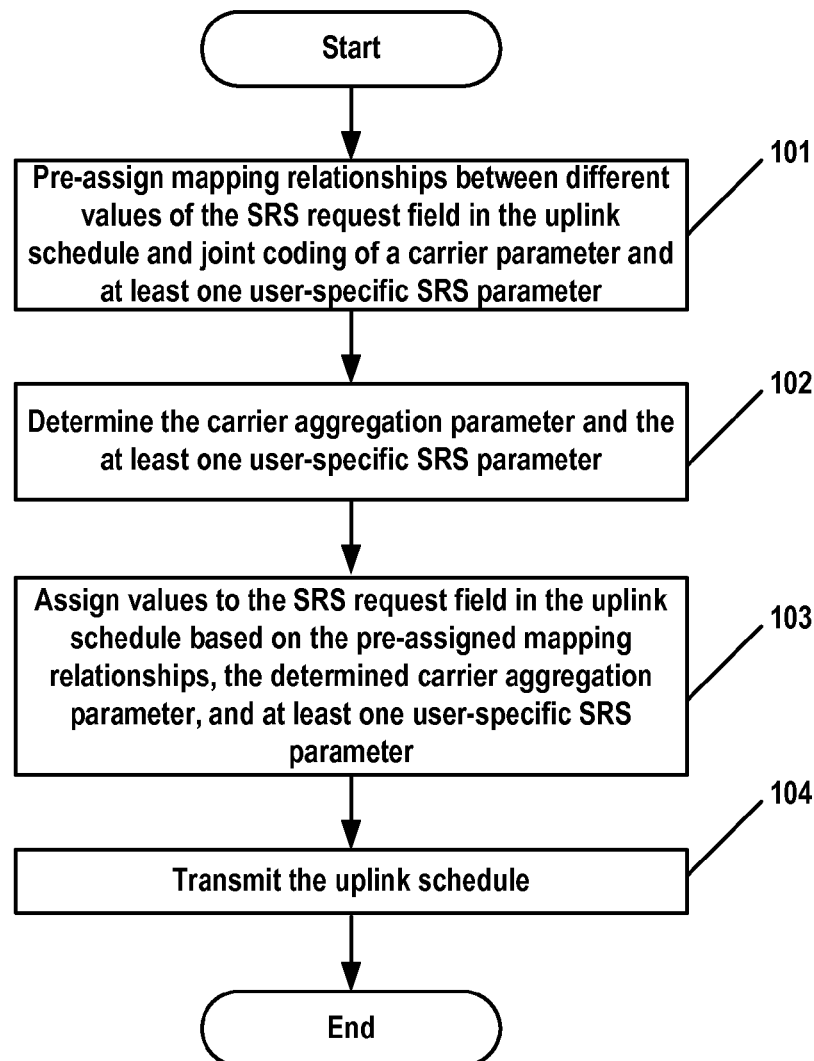 Start
101
Pre-assign mapping relationships between different
values of the SRS request field in the uplink
schedule and joint coding of a carrier parameter and
at least one user-specific SRS parameter
102
Determine the carrier aggregation parameter and the
at least one user-specific SRS parameter
103
Assign values to the SRS request field in the uplink
schedule based on the pre-assigned mapping
relationships, the determined carrier aggregation
parameter, and at least one user-specific SRS
parameter
104
Transmit the uplink schedule
End